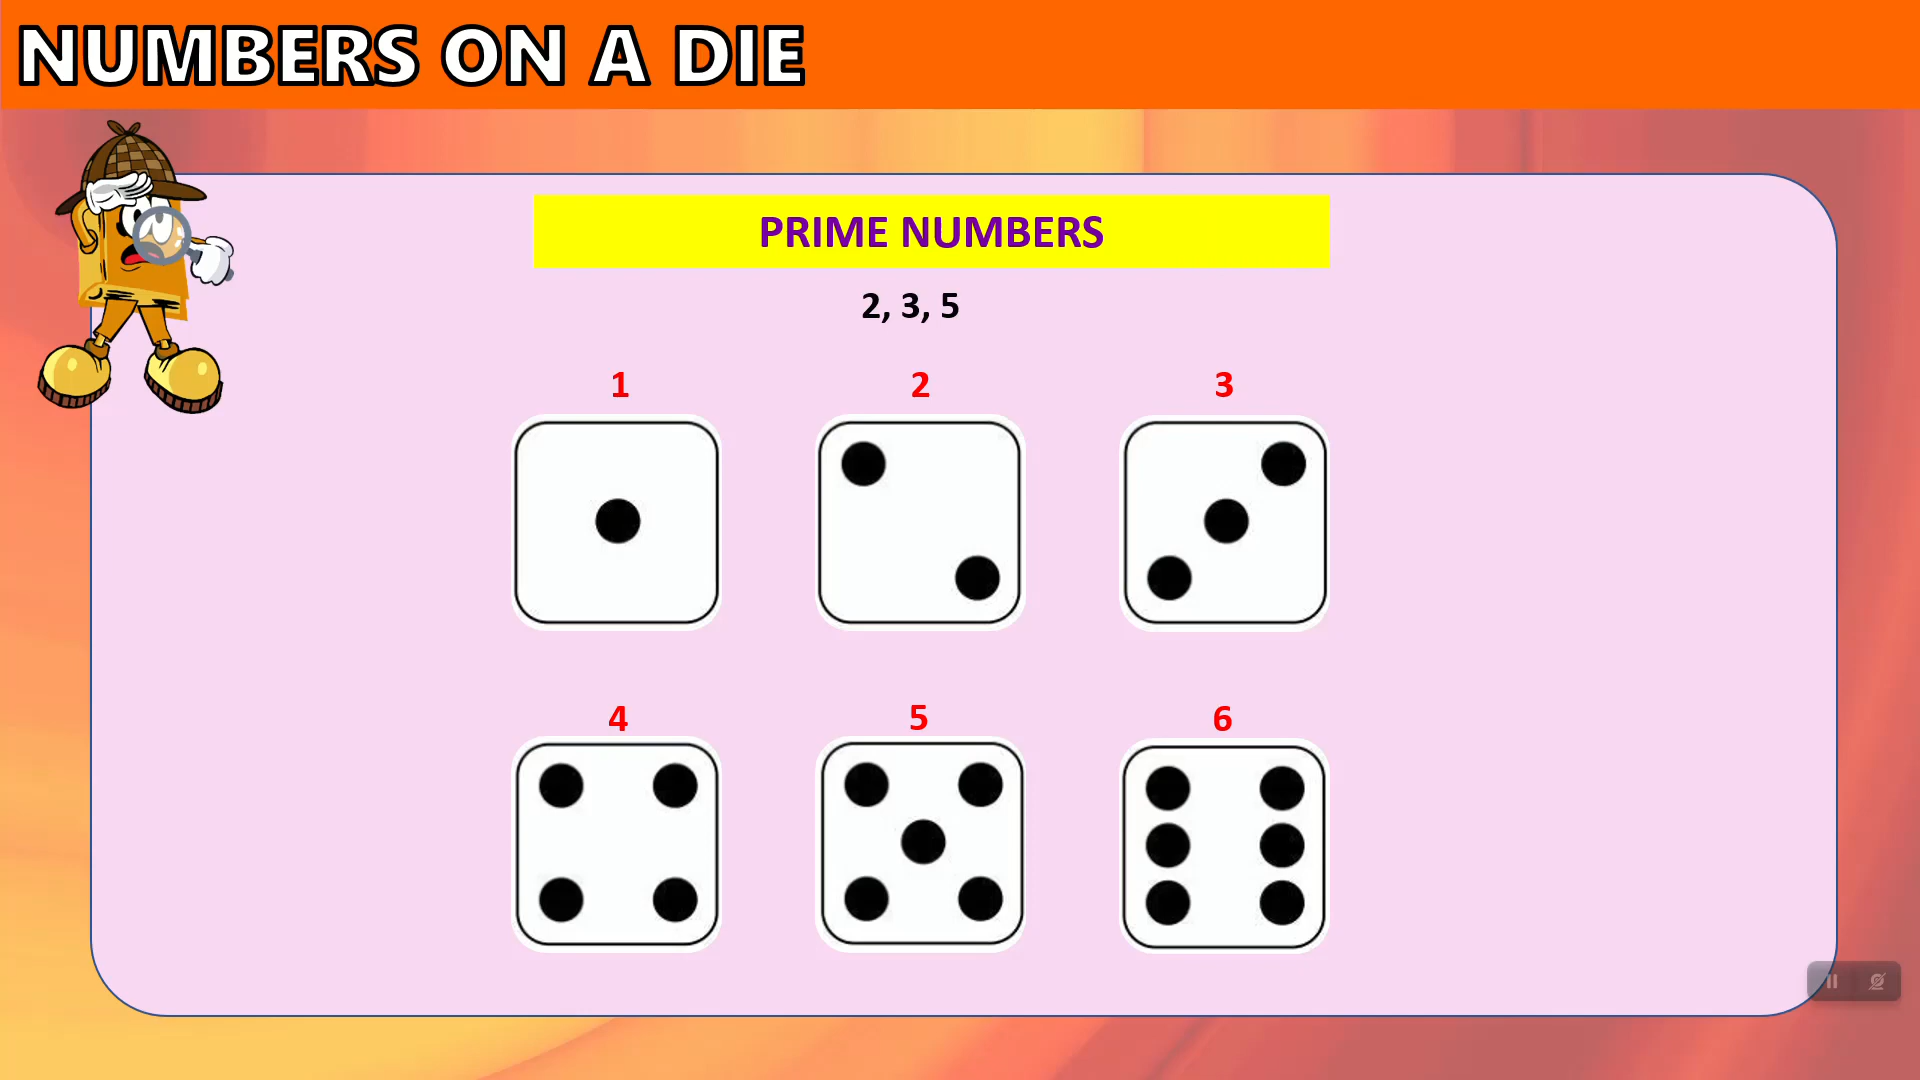 NUMBERS ON A DIE
PRIME NUMBERS
2, 3, 5
1 2 3
4 5 6